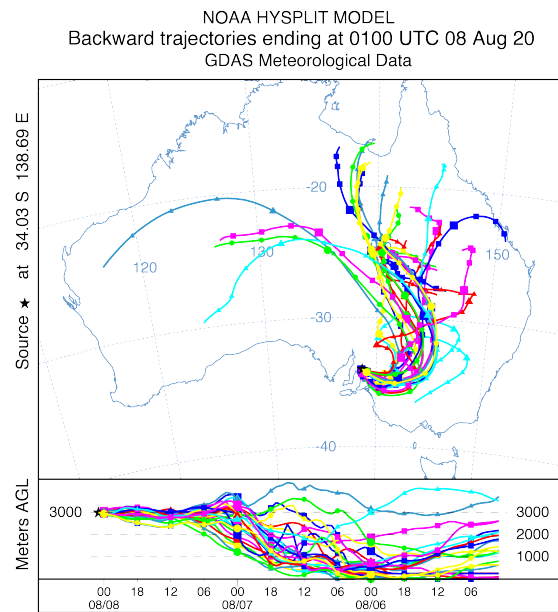 NOAA HYSPLIT MODEL
Backward trajectories ending at 0100 UTC 08 Aug 20
GDAS Meteorological Data
Source ★ at 34.03 S 138.69 E
-20
120
130
150
-30
-40
Meters AGL
3000
3000
2000
1000
00 18 12 06 00 18 12 06 00 18 12 06
08/08 08/07 08/06